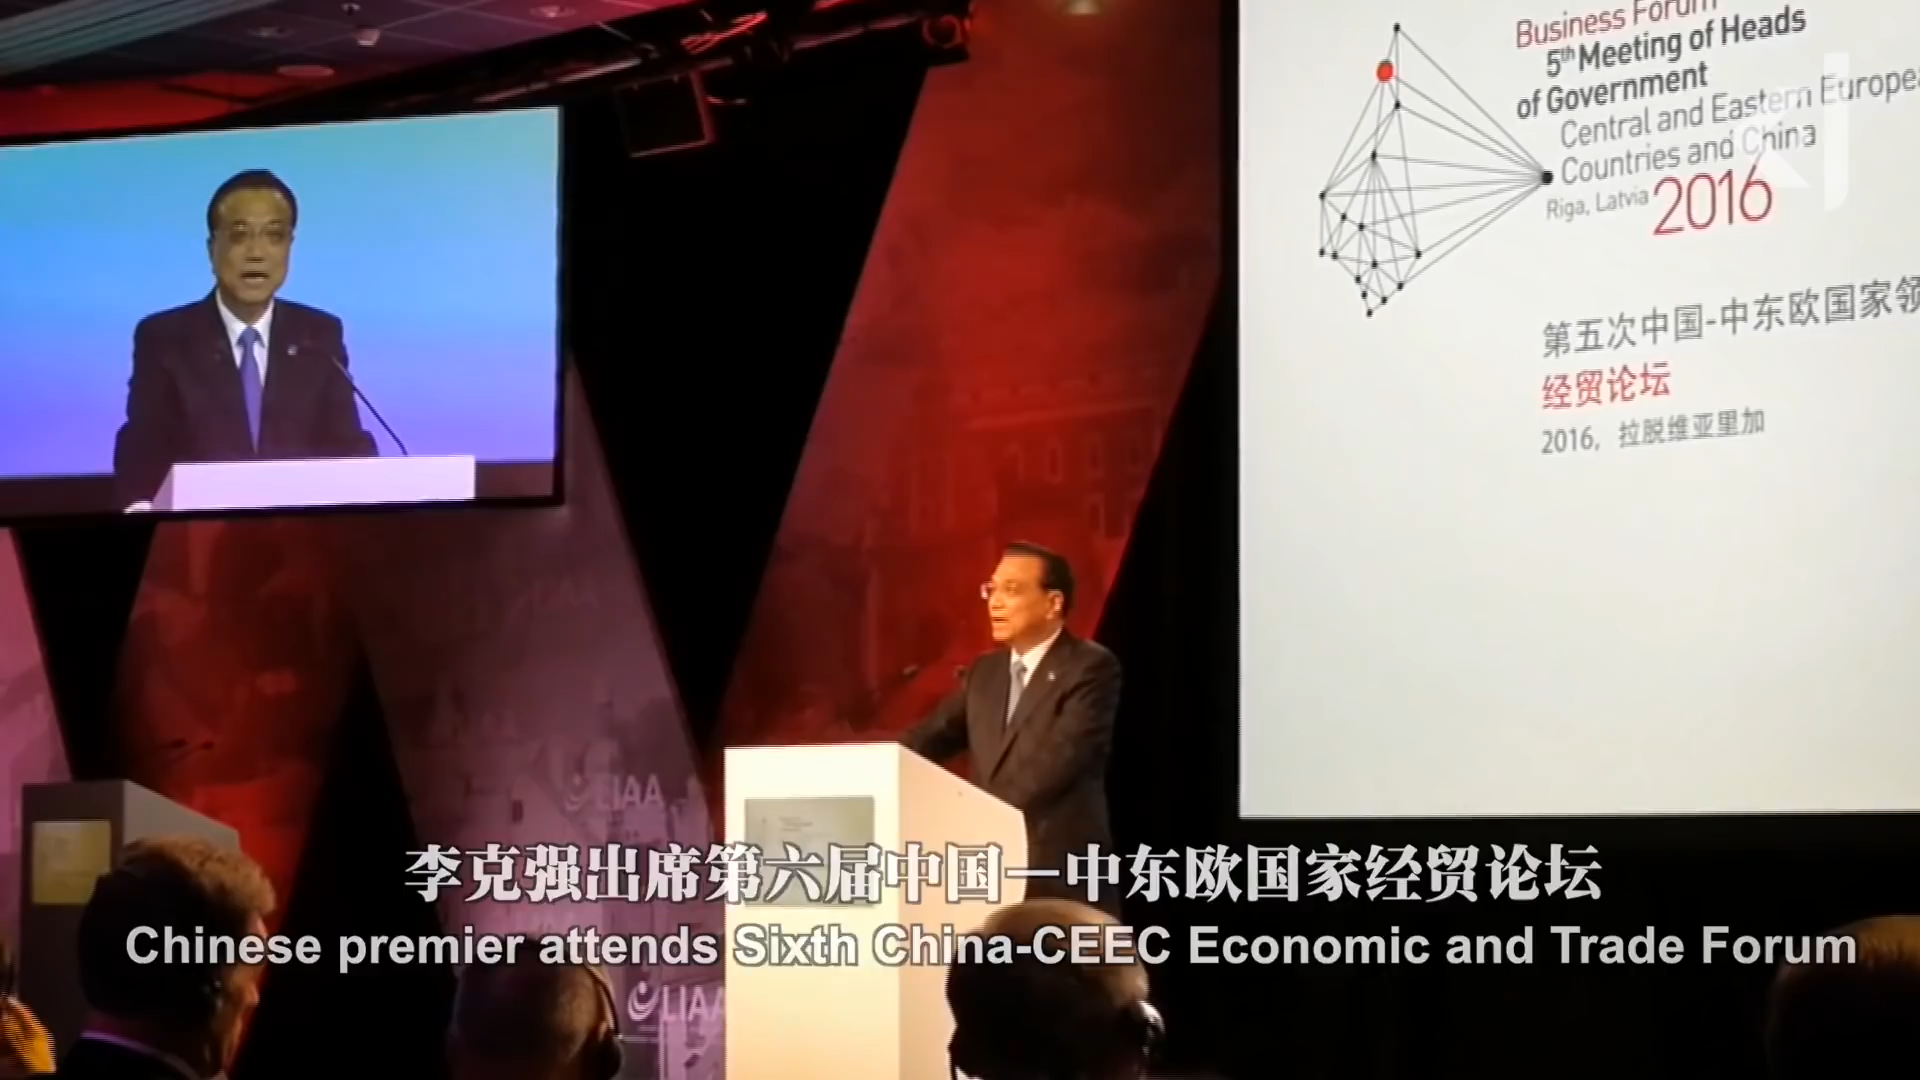 Business Forum
5th Meeting of Heads
of Government
Central and Eastern Europea
Countries and China
Riga, Latvia 2016
第五次中国-中东欧国家领
经贸论坛
2016, 拉脱维亚里加
LIAA
LIAA
李克强出席第六届中国—中东欧国家经贸论坛
Chinese premier attends Sixth China-CEEC Economic and Trade Forum